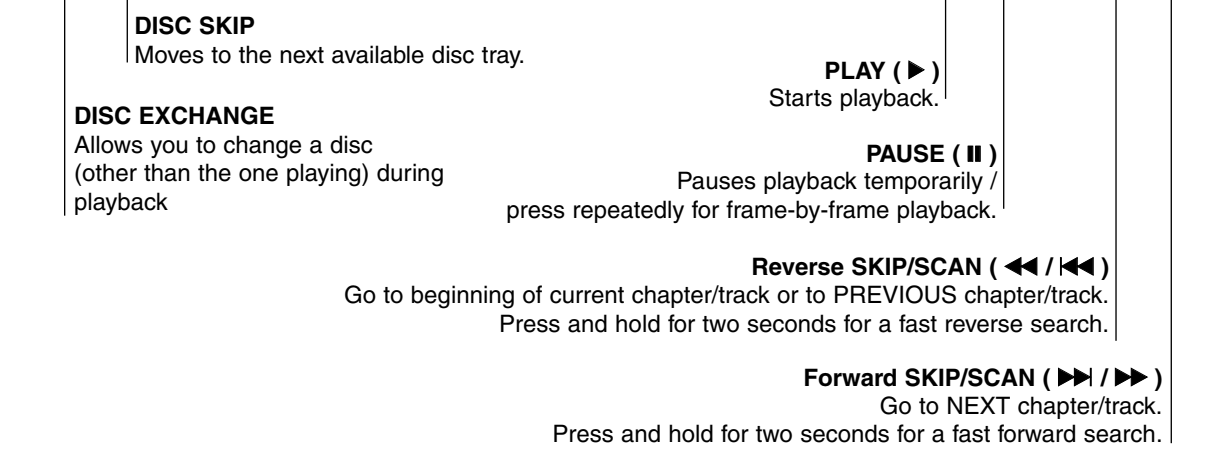 DISC SKIP
Moves to the next available disc tray.
PLAY ( ▶ )
Starts playback.
DISC EXCHANGE
Allows you to change a disc
(other than the one playing) during
playback
PAUSE ( ❚❚ )
Pauses playback temporarily /
press repeatedly for frame-by-frame playback.
Reverse SKIP/SCAN ( ◀◀ / |◀◀ )
Go to beginning of current chapter/track or to PREVIOUS chapter/track.
Press and hold for two seconds for a fast reverse search.
Forward SKIP/SCAN ( ▶▶| / ▶▶ )
Go to NEXT chapter/track.
Press and hold for two seconds for a fast forward search.